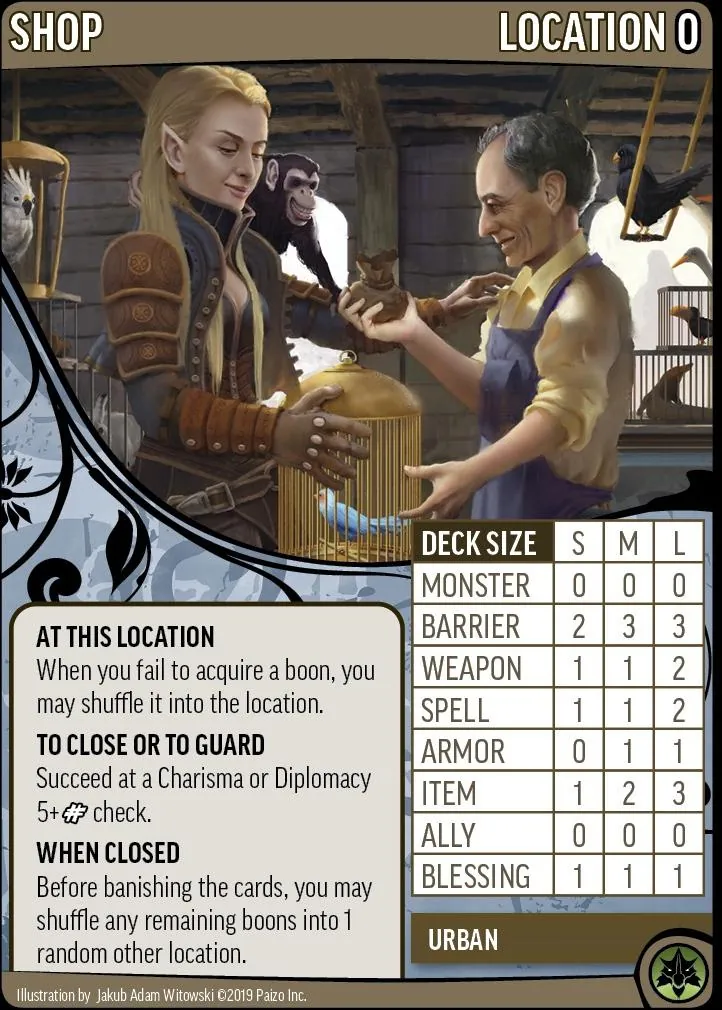 SHOP
LOCATION 0
AT THIS LOCATION
When you fail to acquire a boon, you
may shuffle it into the location.
TO CLOSE OR TO GUARD
Succeed at a Charisma or Diplomacy
5+# check.
WHEN CLOSED
Before banishing the cards, you may
shuffle any remaining boons into 1
random other location.
DECK SIZE S M L
MONSTER 0 0 0
BARRIER 2 3 3
WEAPON 1 1 2
SPELL 1 1 2
ARMOR 0 1 1
ITEM 1 2 3
ALLY 0 0 0
BLESSING 1 1 1
URBAN
Illustration by Jakub Adam Witowski ©2019 Paizo Inc.